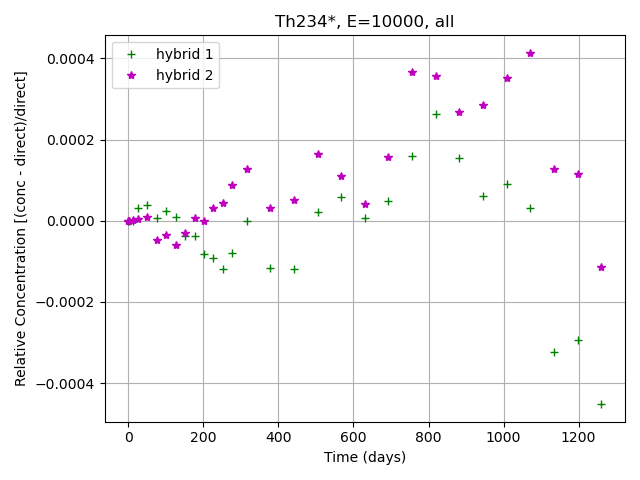 Th234*, E=10000, all
hybrid 1
hybrid 2
Relative Concentration [(conc - direct)/direct]
0.0004
0.0002
0.0000
−0.0002
−0.0004
0 200 400 600 800 1000 1200
Time (days)